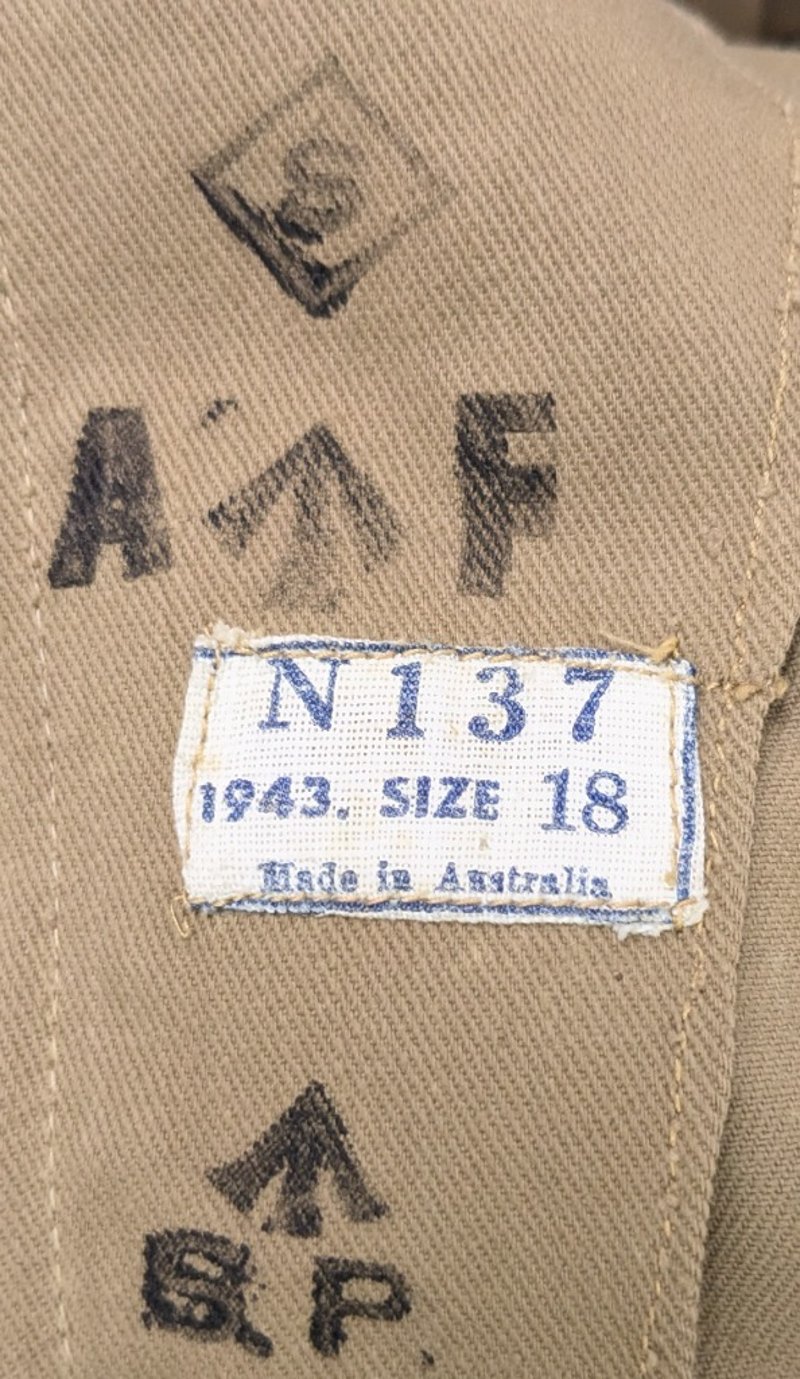 S
A ↑ F
N137
1943. SIZE 18
Made in Australia
↑
S P